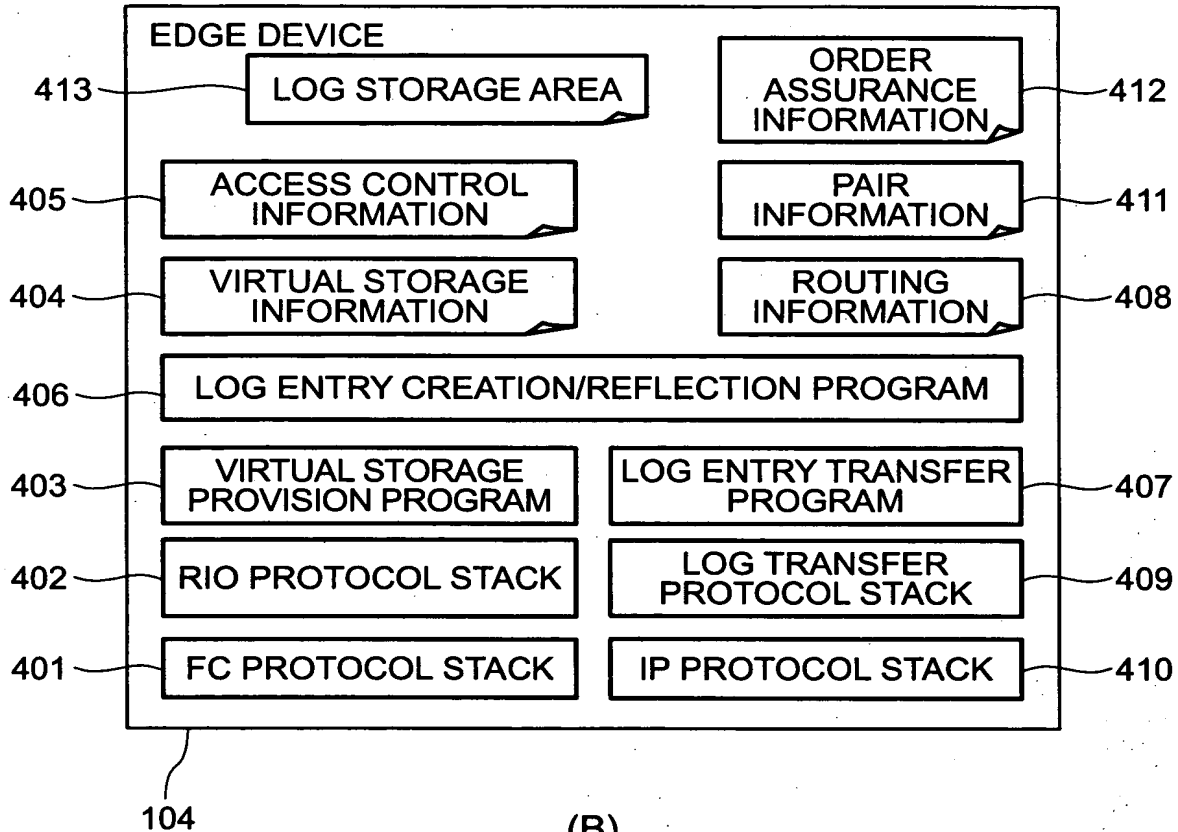 EDGE DEVICE
413
LOG STORAGE AREA
ORDER
ASSURANCE
INFORMATION
412
405
ACCESS CONTROL
INFORMATION
PAIR
INFORMATION
411
404
VIRTUAL STORAGE
INFORMATION
ROUTING
INFORMATION
408
406
LOG ENTRY CREATION/REFLECTION PROGRAM
403
VIRTUAL STORAGE
PROVISION PROGRAM
LOG ENTRY TRANSFER
PROGRAM
407
402
RIO PROTOCOL STACK
LOG TRANSFER
PROTOCOL STACK
409
401
FC PROTOCOL STACK
IP PROTOCOL STACK
410
104
(B)